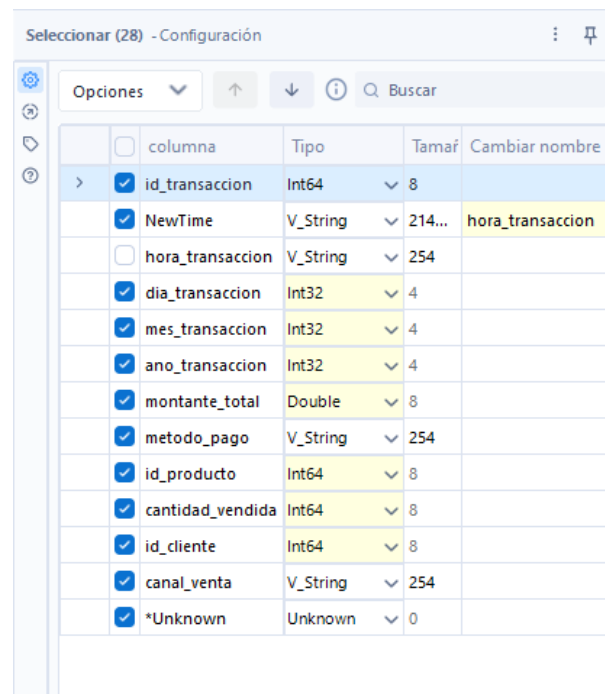 Seleccionar (28) - Configuración
Opciones Buscar
columna Tipo Tamañ Cambiar nombre
id_transaccion Int64 8
NewTime V_String 214... hora_transaccion
hora_transaccion V_String 254
dia_transaccion Int32 4
mes_transaccion Int32 4
ano_transaccion Int32 4
montante_total Double 8
metodo_pago V_String 254
id_producto Int64 8
cantidad_vendida Int64 8
id_cliente Int64 8
canal_venta V_String 254
*Unknown Unknown 0